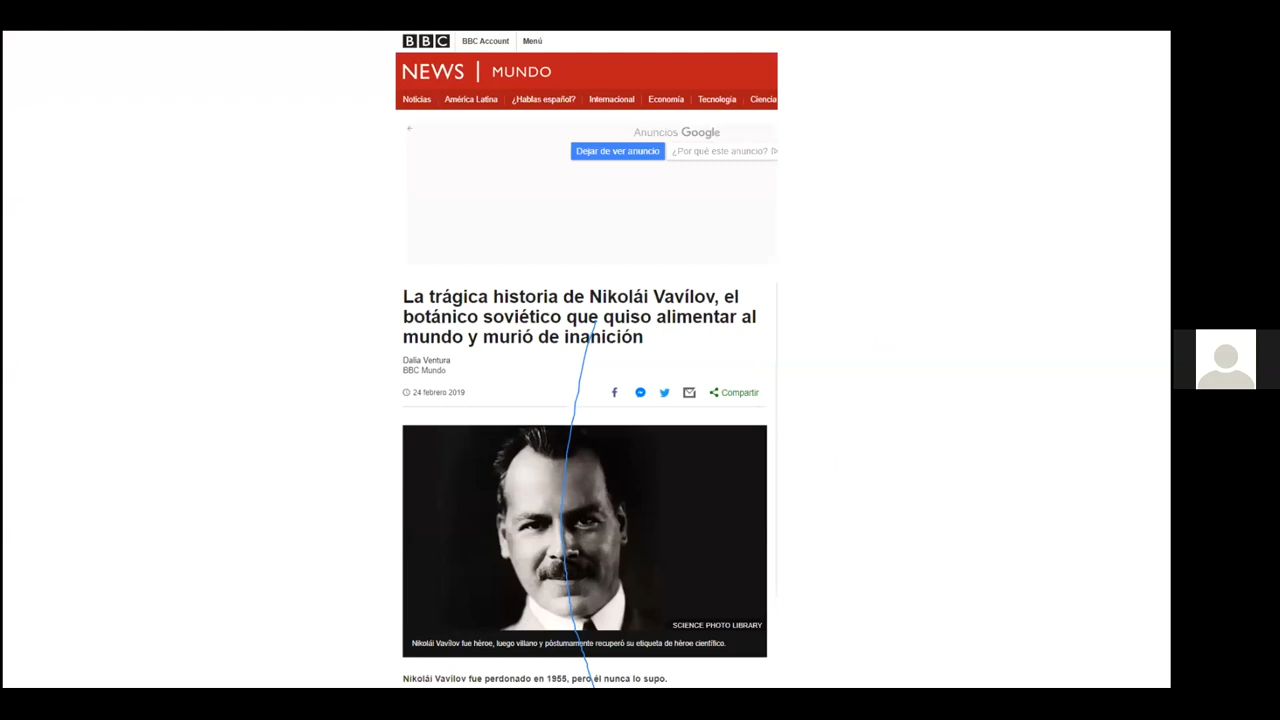 BBC BBC Account Menú
NEWS | MUNDO
Noticias América Latina ¿Hablas español? Internacional Economía Tecnología Ciencia
Anuncios Google
Dejar de ver anuncio ¿Por qué este anuncio?
La trágica historia de Nikolái Vavílov, el
botánico soviético que quiso alimentar al
mundo y murió de inanición
Dalia Ventura
BBC Mundo
24 febrero 2019
Compartir
SCIENCE PHOTO LIBRARY
Nikolái Vavílov fue héroe, luego villano y póstumamente recuperó su etiqueta de héroe científico.
Nikolái Vavílov fue perdonado en 1955, pero él nunca lo supo.